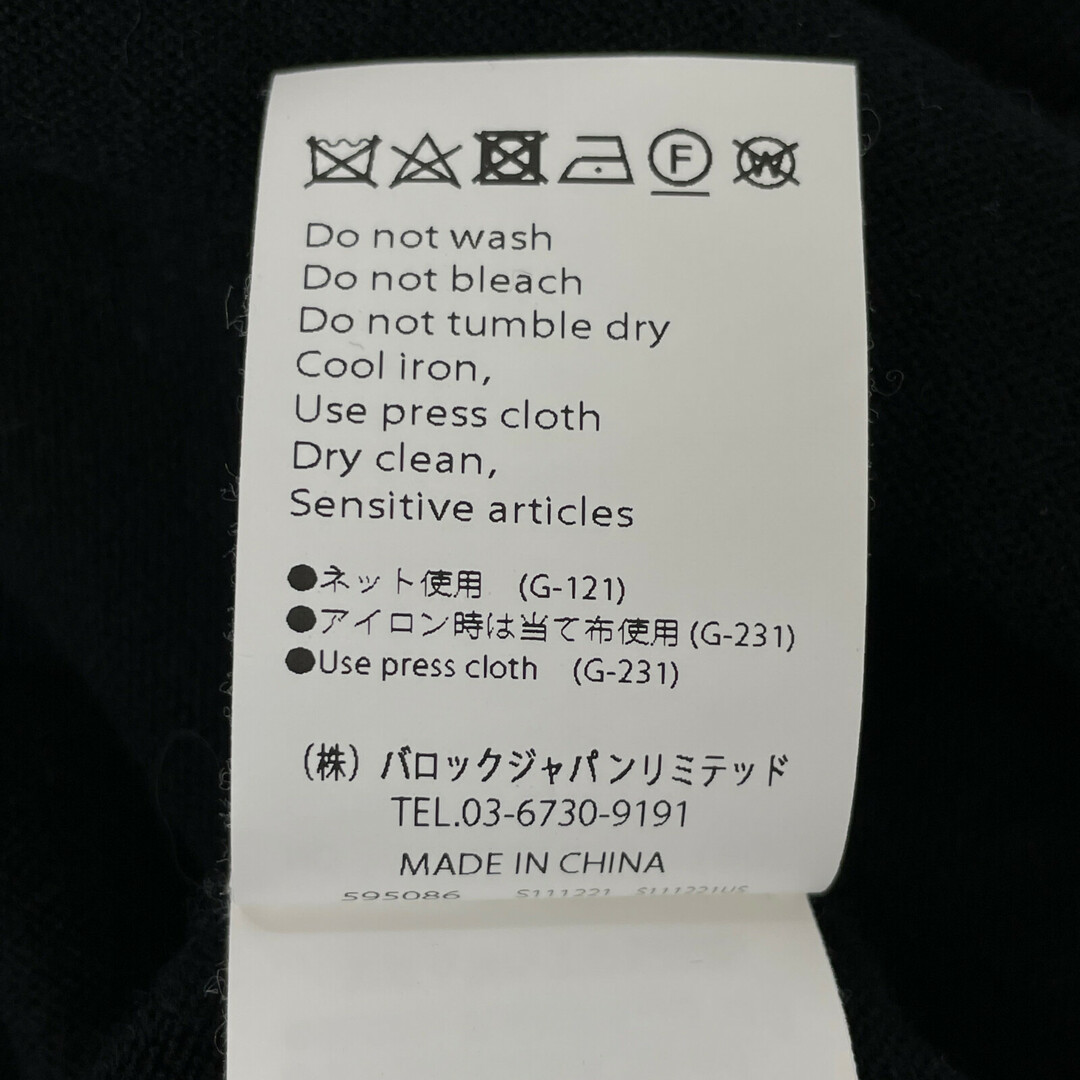 F W
Do not wash
Do not bleach
Do not tumble dry
Cool iron,
Use press cloth
Dry clean,
Sensitive articles
●ネット使用 (G-121)
●アイロン時は当て布使用 (G-231)
●Use press cloth (G-231)
(株) バロックジャパンリミテッド
TEL.03-6730-9191
MADE IN CHINA
595086 S111221 S111221US